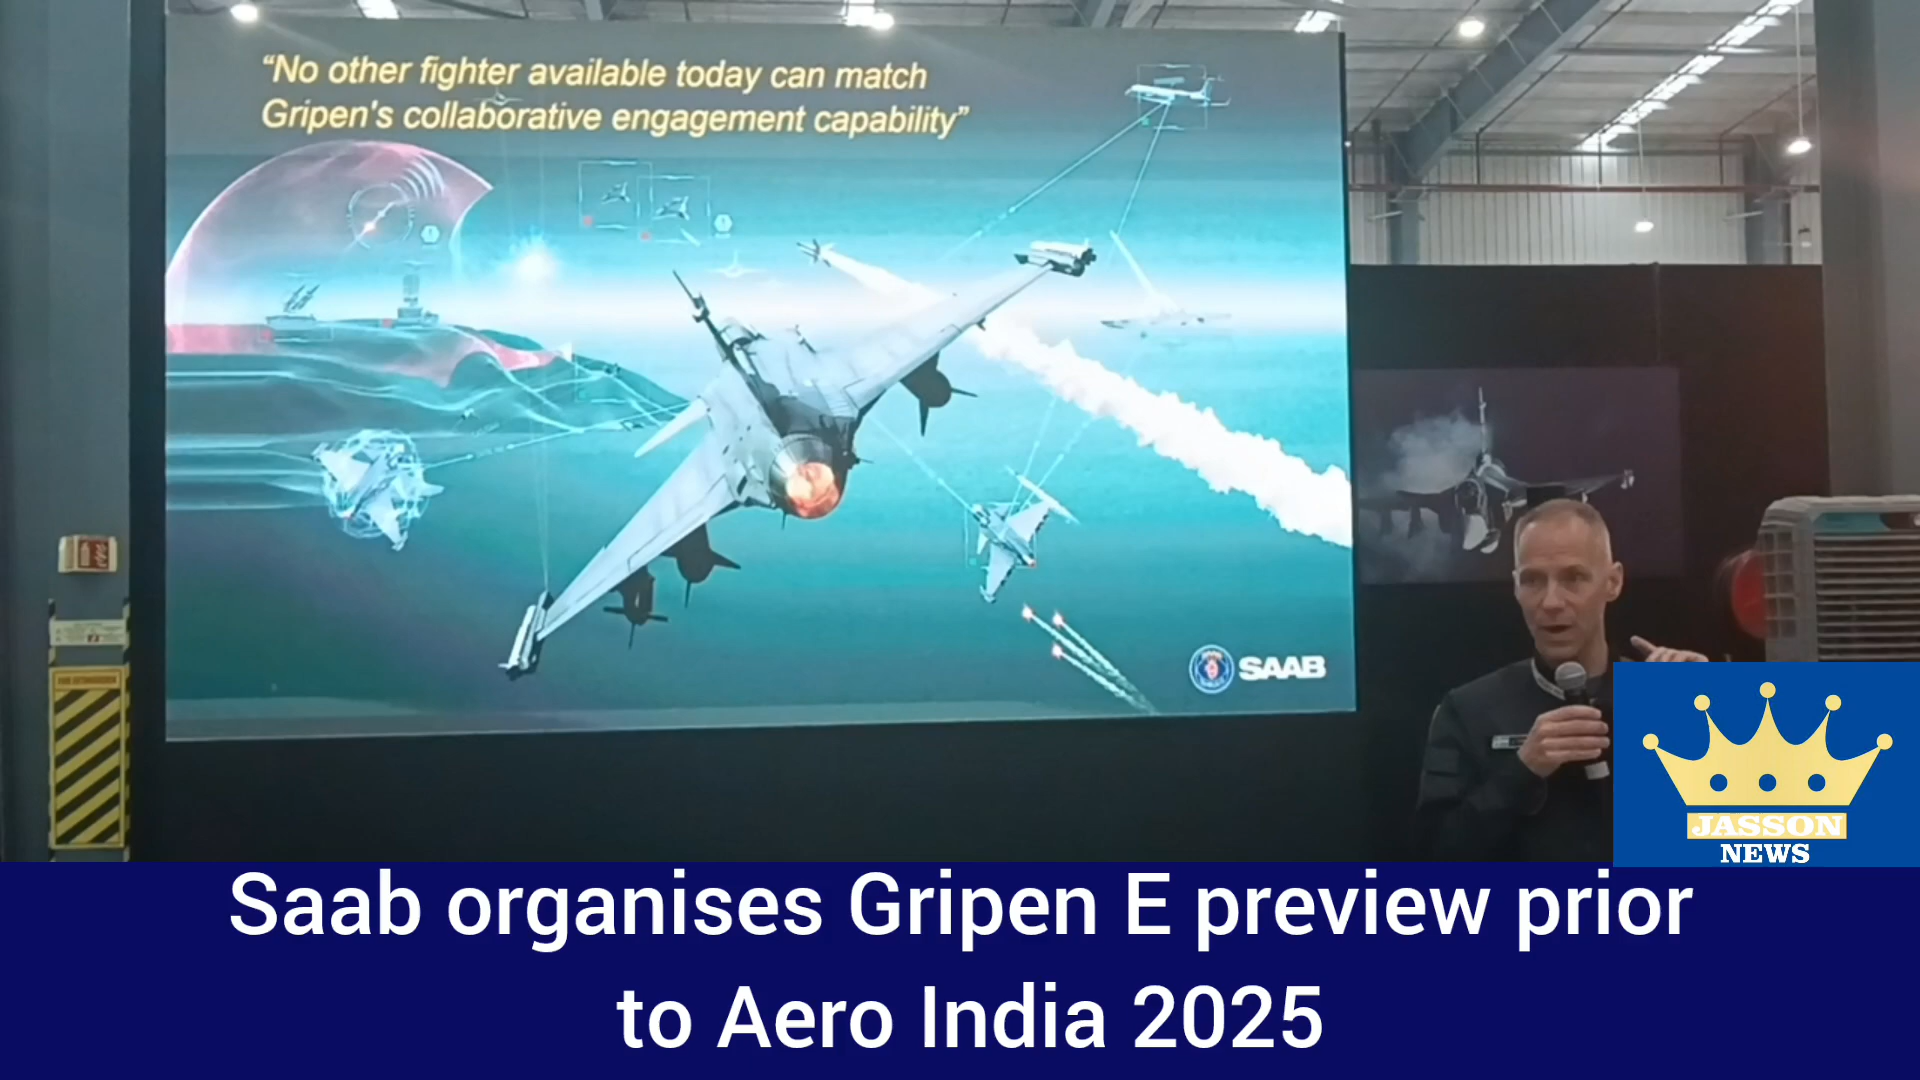 “No other fighter available today can match
Gripen's collaborative engagement capability”
SAAB
JASSON
NEWS
Saab organises Gripen E preview prior
to Aero India 2025